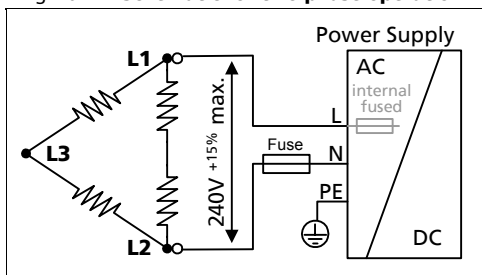 Power Supply
L1
AC
internal
fused
L
240V +15% max.
Fuse
N
L3
PE
L2
DC